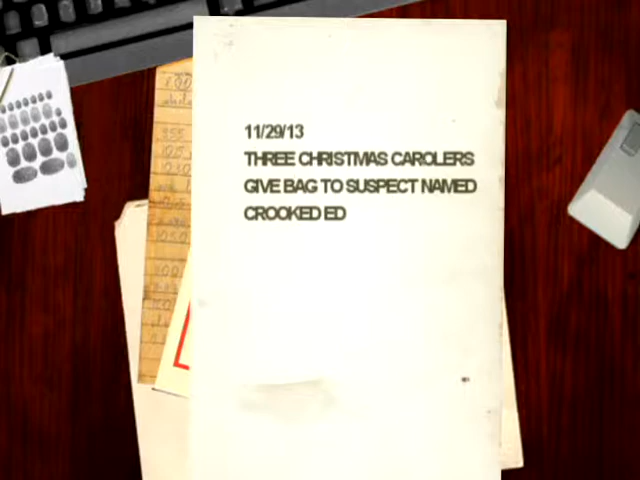 11/29/13
THREE CHRISTMAS CAROLERS
GIVE BAG TO SUSPECT NAMED
CROOKED ED